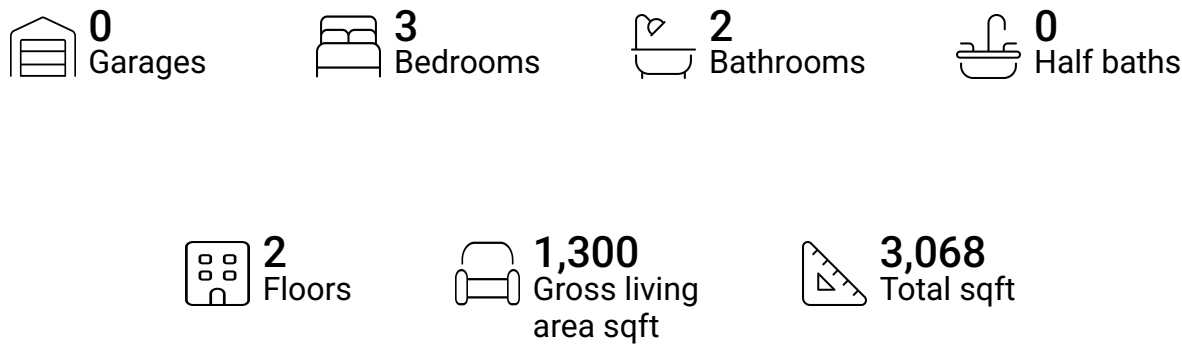 0
Garages
3
Bedrooms
2
Bathrooms
0
Half baths
2
Floors
1,300
Gross living
area sqft
3,068
Total sqft